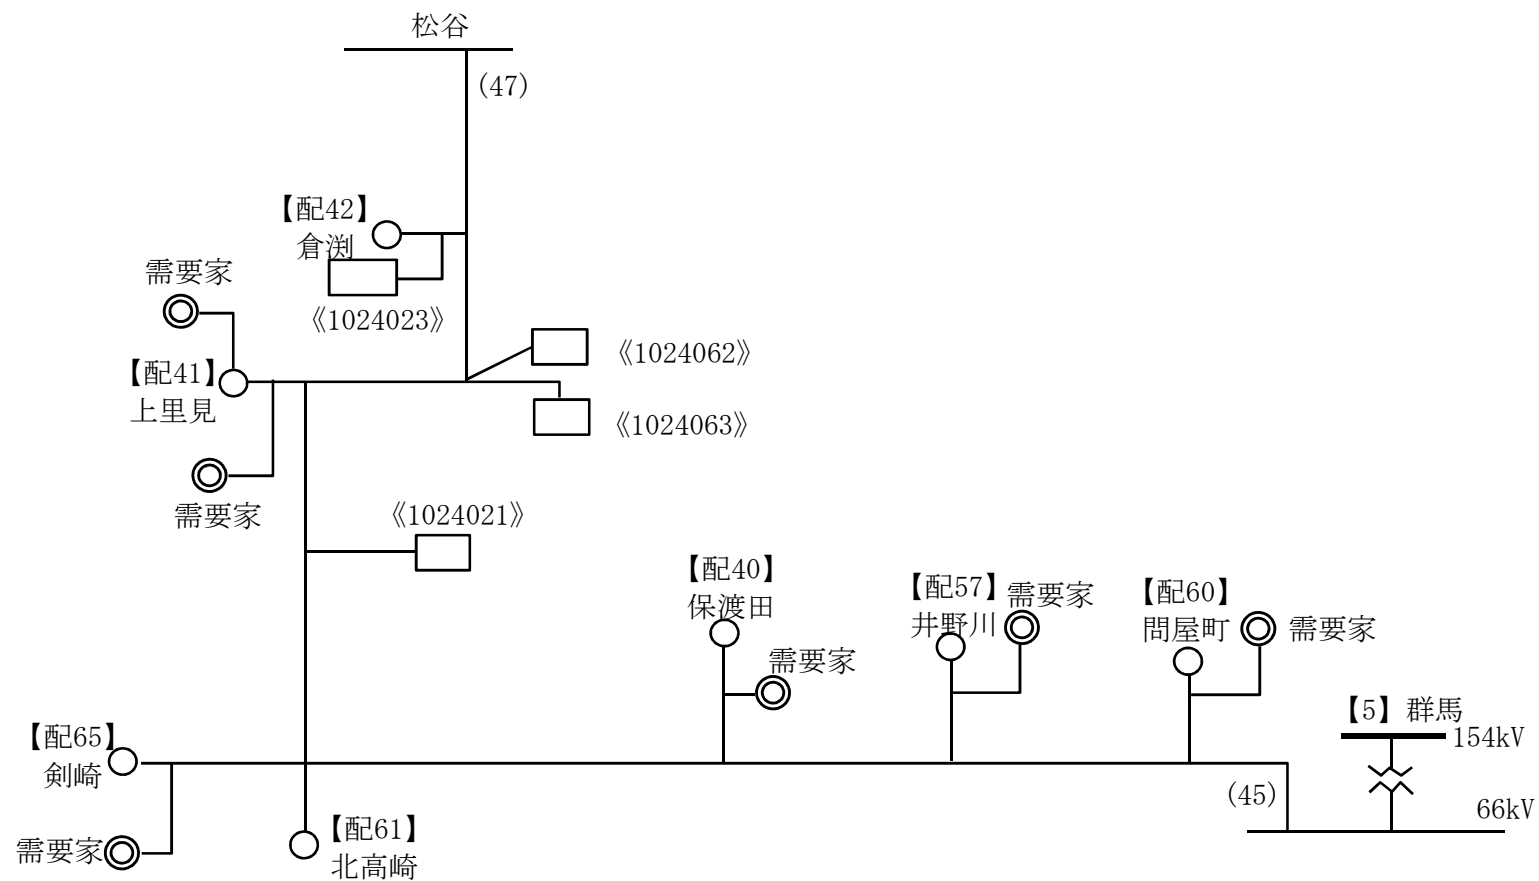 松谷
(47)
【配42】
倉渕
需要家
《1024023》
《1024062》
【配41】
上里見
《1024063》
需要家
《1024021》
【配40】
保渡田
需要家
【配57】
井野川
需要家
【配60】
問屋町
需要家
【5】群馬
154kV
【配65】
剣崎
(45)
66kV
需要家
【配61】
北高崎